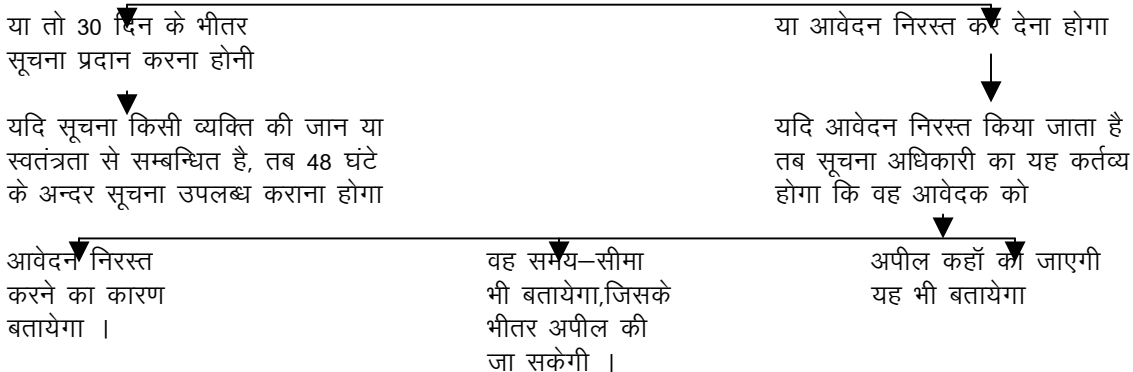 या तो 30 दिन के भीतर
सूचना प्रदान करना होनी
या आवेदन निरस्त कर देना होगा
यदि सूचना किसी व्यक्ति की जान या
स्वतंत्रता से सम्बन्धित है, तब 48 घंटे
के अन्दर सूचना उपलब्ध कराना होगा
यदि आवेदन निरस्त किया जाता है
तब सूचना अधिकारी का यह कर्तव्य
होगा कि वह आवेदक को
आवेदन निरस्त
करने का कारण
बतायेगा ।
वह समय–सीमा
भी बतायेगा,जिसके
भीतर अपील की
जा सकेगी ।
अपील कहॉ की जाएगी
यह भी बतायेगा